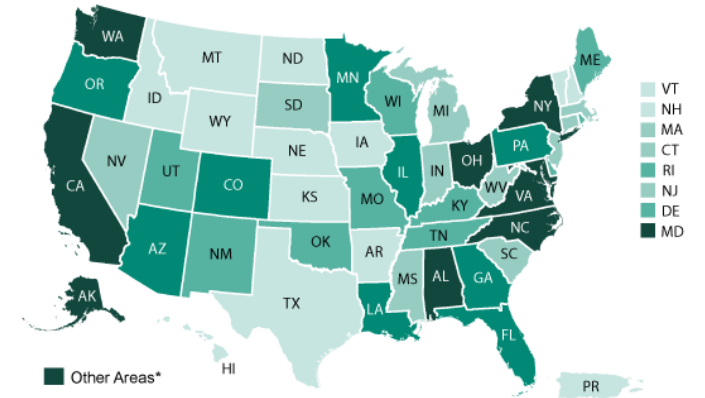 WA
MT
ND
MN
ME
OR
ID
SD
WI
MI
NY
WY
IA
PA
NE
NV
UT
CO
IL
IN
OH
CA
KS
MO
WV
VA
KY
NC
AZ
NM
OK
TN
AR
SC
TX
MS
AL
GA
LA
FL
AK
HI
PR
VT
NH
MA
CT
RI
NJ
DE
MD
Other Areas*